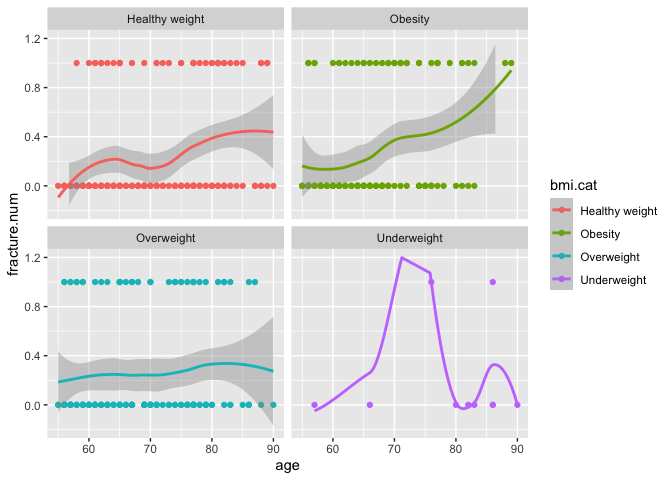 Healthy weight
Obesity
1.2
0.8
0.4
0.0
Overweight
Underweight
1.2
0.8
0.4
0.0
60
70
80
90
60
70
80
90
age
fracture.num
bmi.cat
Healthy weight
Obesity
Overweight
Underweight